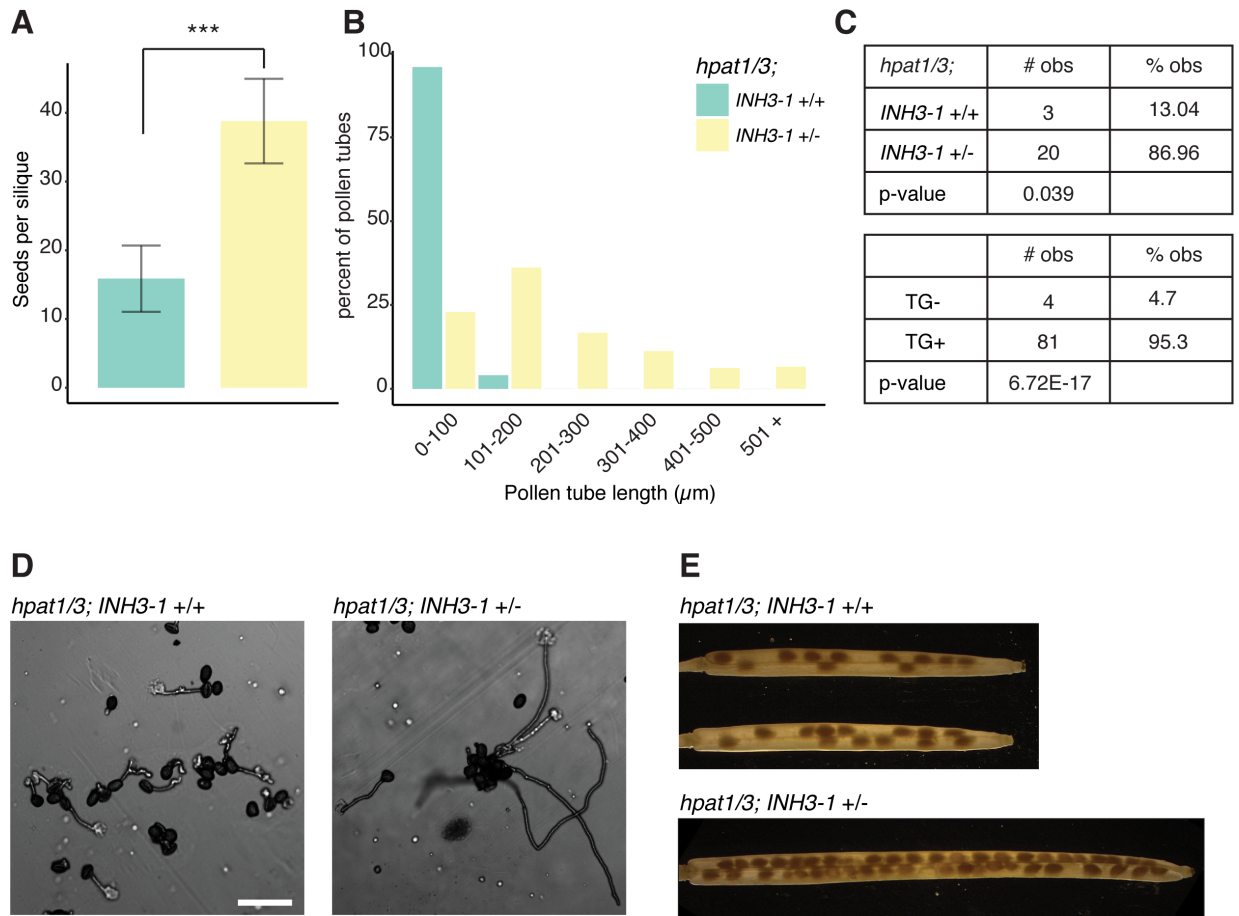 A
***
Seeds per silique
40
30
20
10
0
B
percent of pollen tubes
100
75
50
25
0
0-100
101-200
201-300
301-400
401-500
501 +
Pollen tube length (µm)
hpat1/3;
INH3-1 +/+
INH3-1 +/-
C
hpat1/3; # obs % obs
INH3-1 +/+ 3 13.04
INH3-1 +/- 20 86.96
p-value 0.039
# obs % obs
TG- 4 4.7
TG+ 81 95.3
p-value 6.72E-17
D
hpat1/3; INH3-1 +/+
hpat1/3; INH3-1 +/-
E
hpat1/3; INH3-1 +/+
hpat1/3; INH3-1 +/-